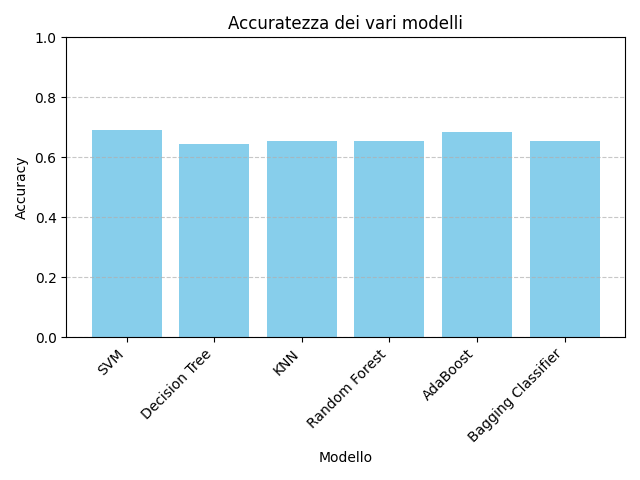 Accuratezza dei vari modelli
Accuracy
1.0
0.8
0.6
0.4
0.2
0.0
SVM
Decision Tree
KNN
Random Forest
AdaBoost
Bagging Classifier
Modello